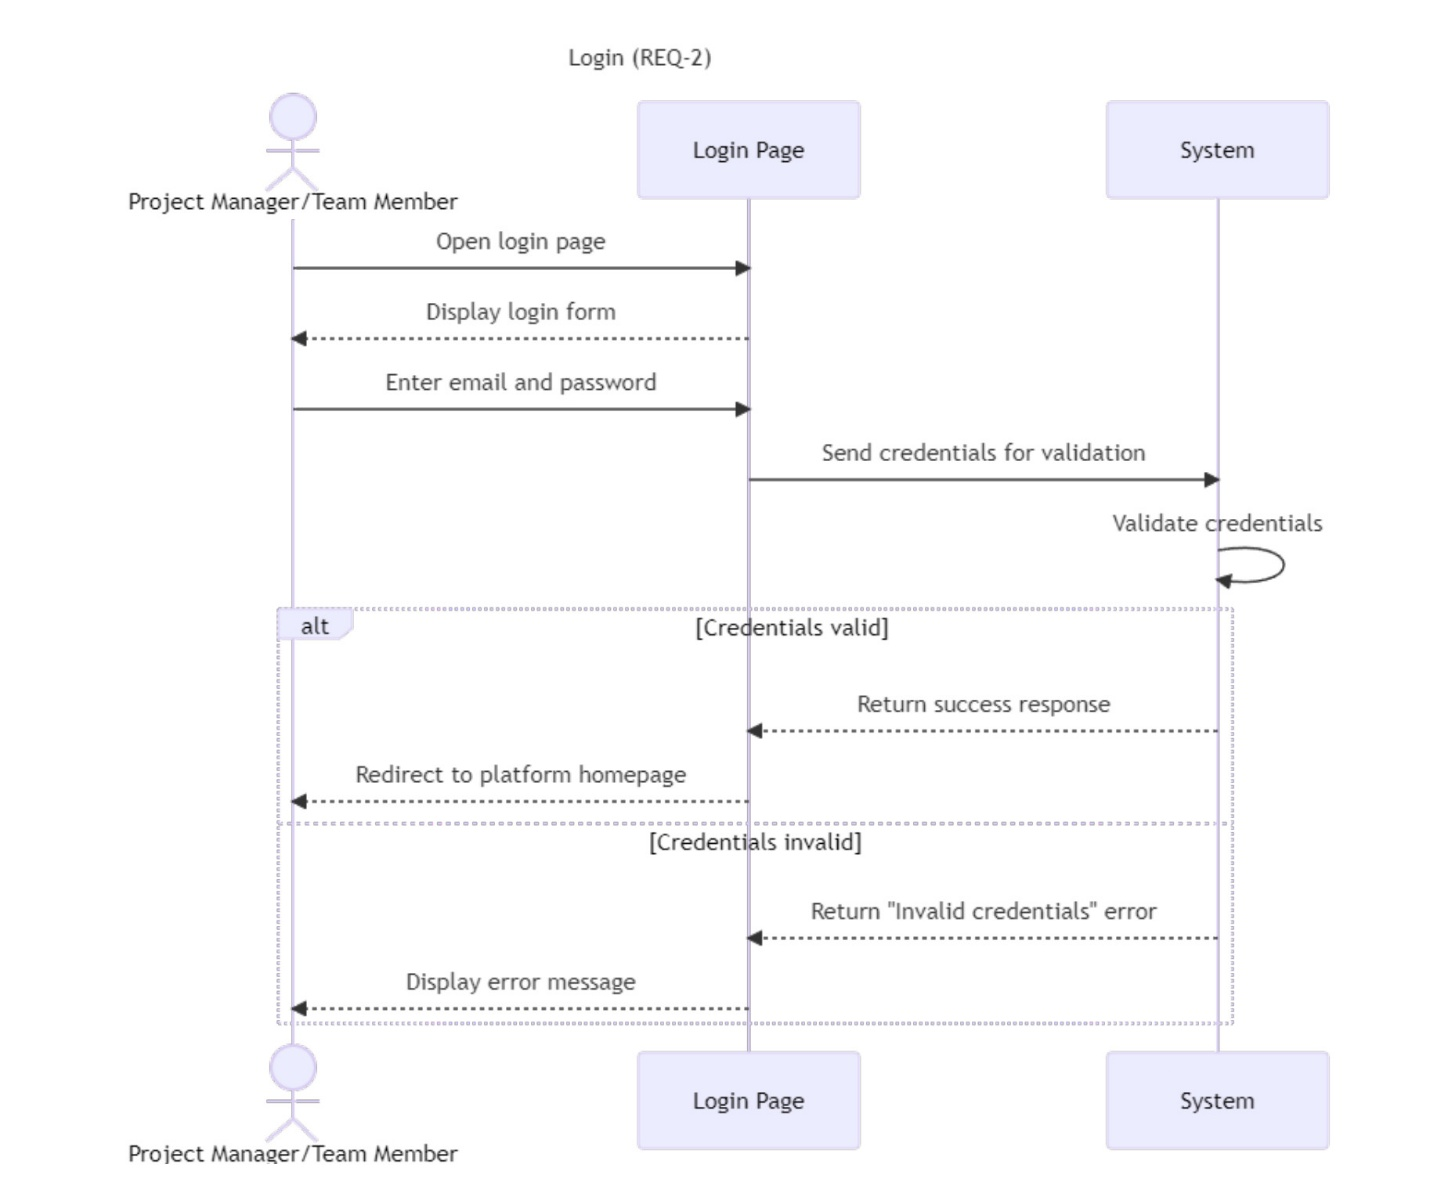 Login (REQ-2)
Login Page
System
Project Manager/Team Member
Open login page
Display login form
Enter email and password
Send credentials for validation
Validate credentials
alt
[Credentials valid]
Return success response
Redirect to platform homepage
[Credentials invalid]
Return "Invalid credentials" error
Display error message
Login Page
System
Project Manager/Team Member